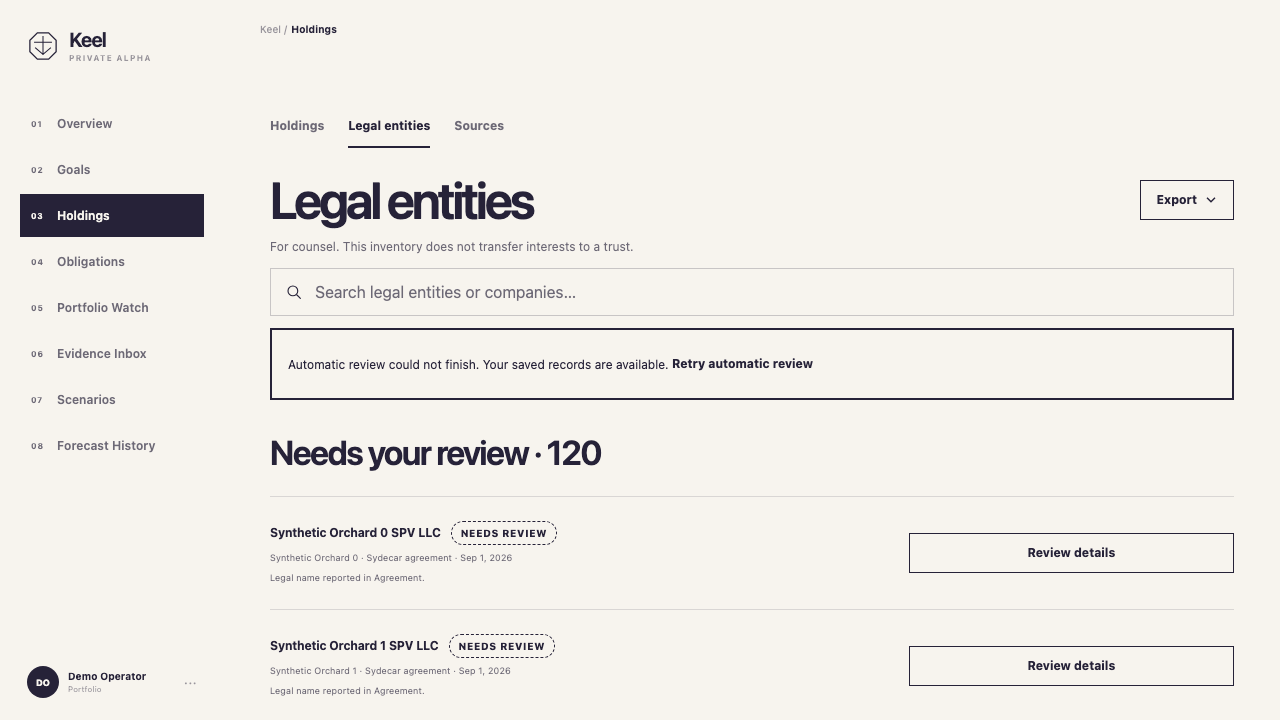 Keel
PRIVATE ALPHA
Keel / Holdings
01 Overview
02 Goals
03 Holdings
04 Obligations
05 Portfolio Watch
06 Evidence Inbox
07 Scenarios
08 Forecast History
DO Demo Operator
Portfolio
...
Holdings Legal entities Sources
Legal entities
Export
For counsel. This inventory does not transfer interests to a trust.
Search legal entities or companies...
Automatic review could not finish. Your saved records are available. Retry automatic review
Needs your review · 120
Synthetic Orchard 0 SPV LLC NEEDS REVIEW
Synthetic Orchard 0 · Sydecar agreement · Sep 1, 2026
Legal name reported in Agreement.
Review details
Synthetic Orchard 1 SPV LLC NEEDS REVIEW
Synthetic Orchard 1 · Sydecar agreement · Sep 1, 2026
Legal name reported in Agreement.
Review details